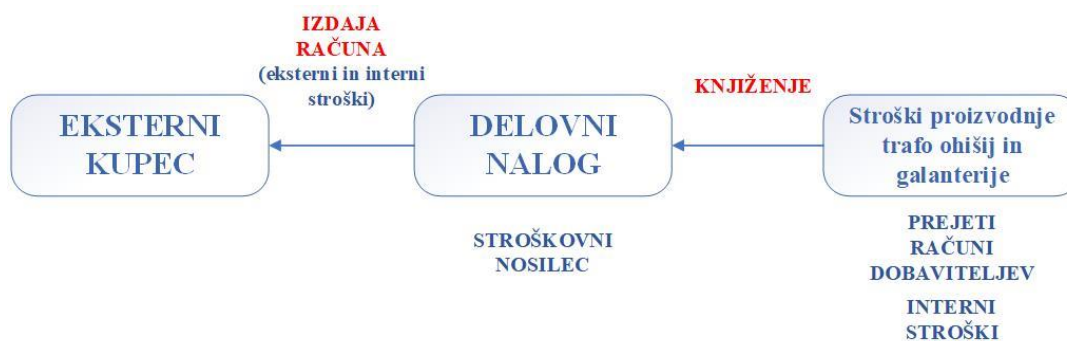 IZDAJA
RAČUNA
(eksterni in interni
stroški)
EKSTERNI
KUPEC
DELOVNI
NALOG
STROŠKOVNI
NOSILEC
KNJIŽENJE
Stroški proizvodnje
trafo ohišij in
galanterije
PREJETI
RAČUNI
DOBAVITELJEV
INTERNI
STROŠKI